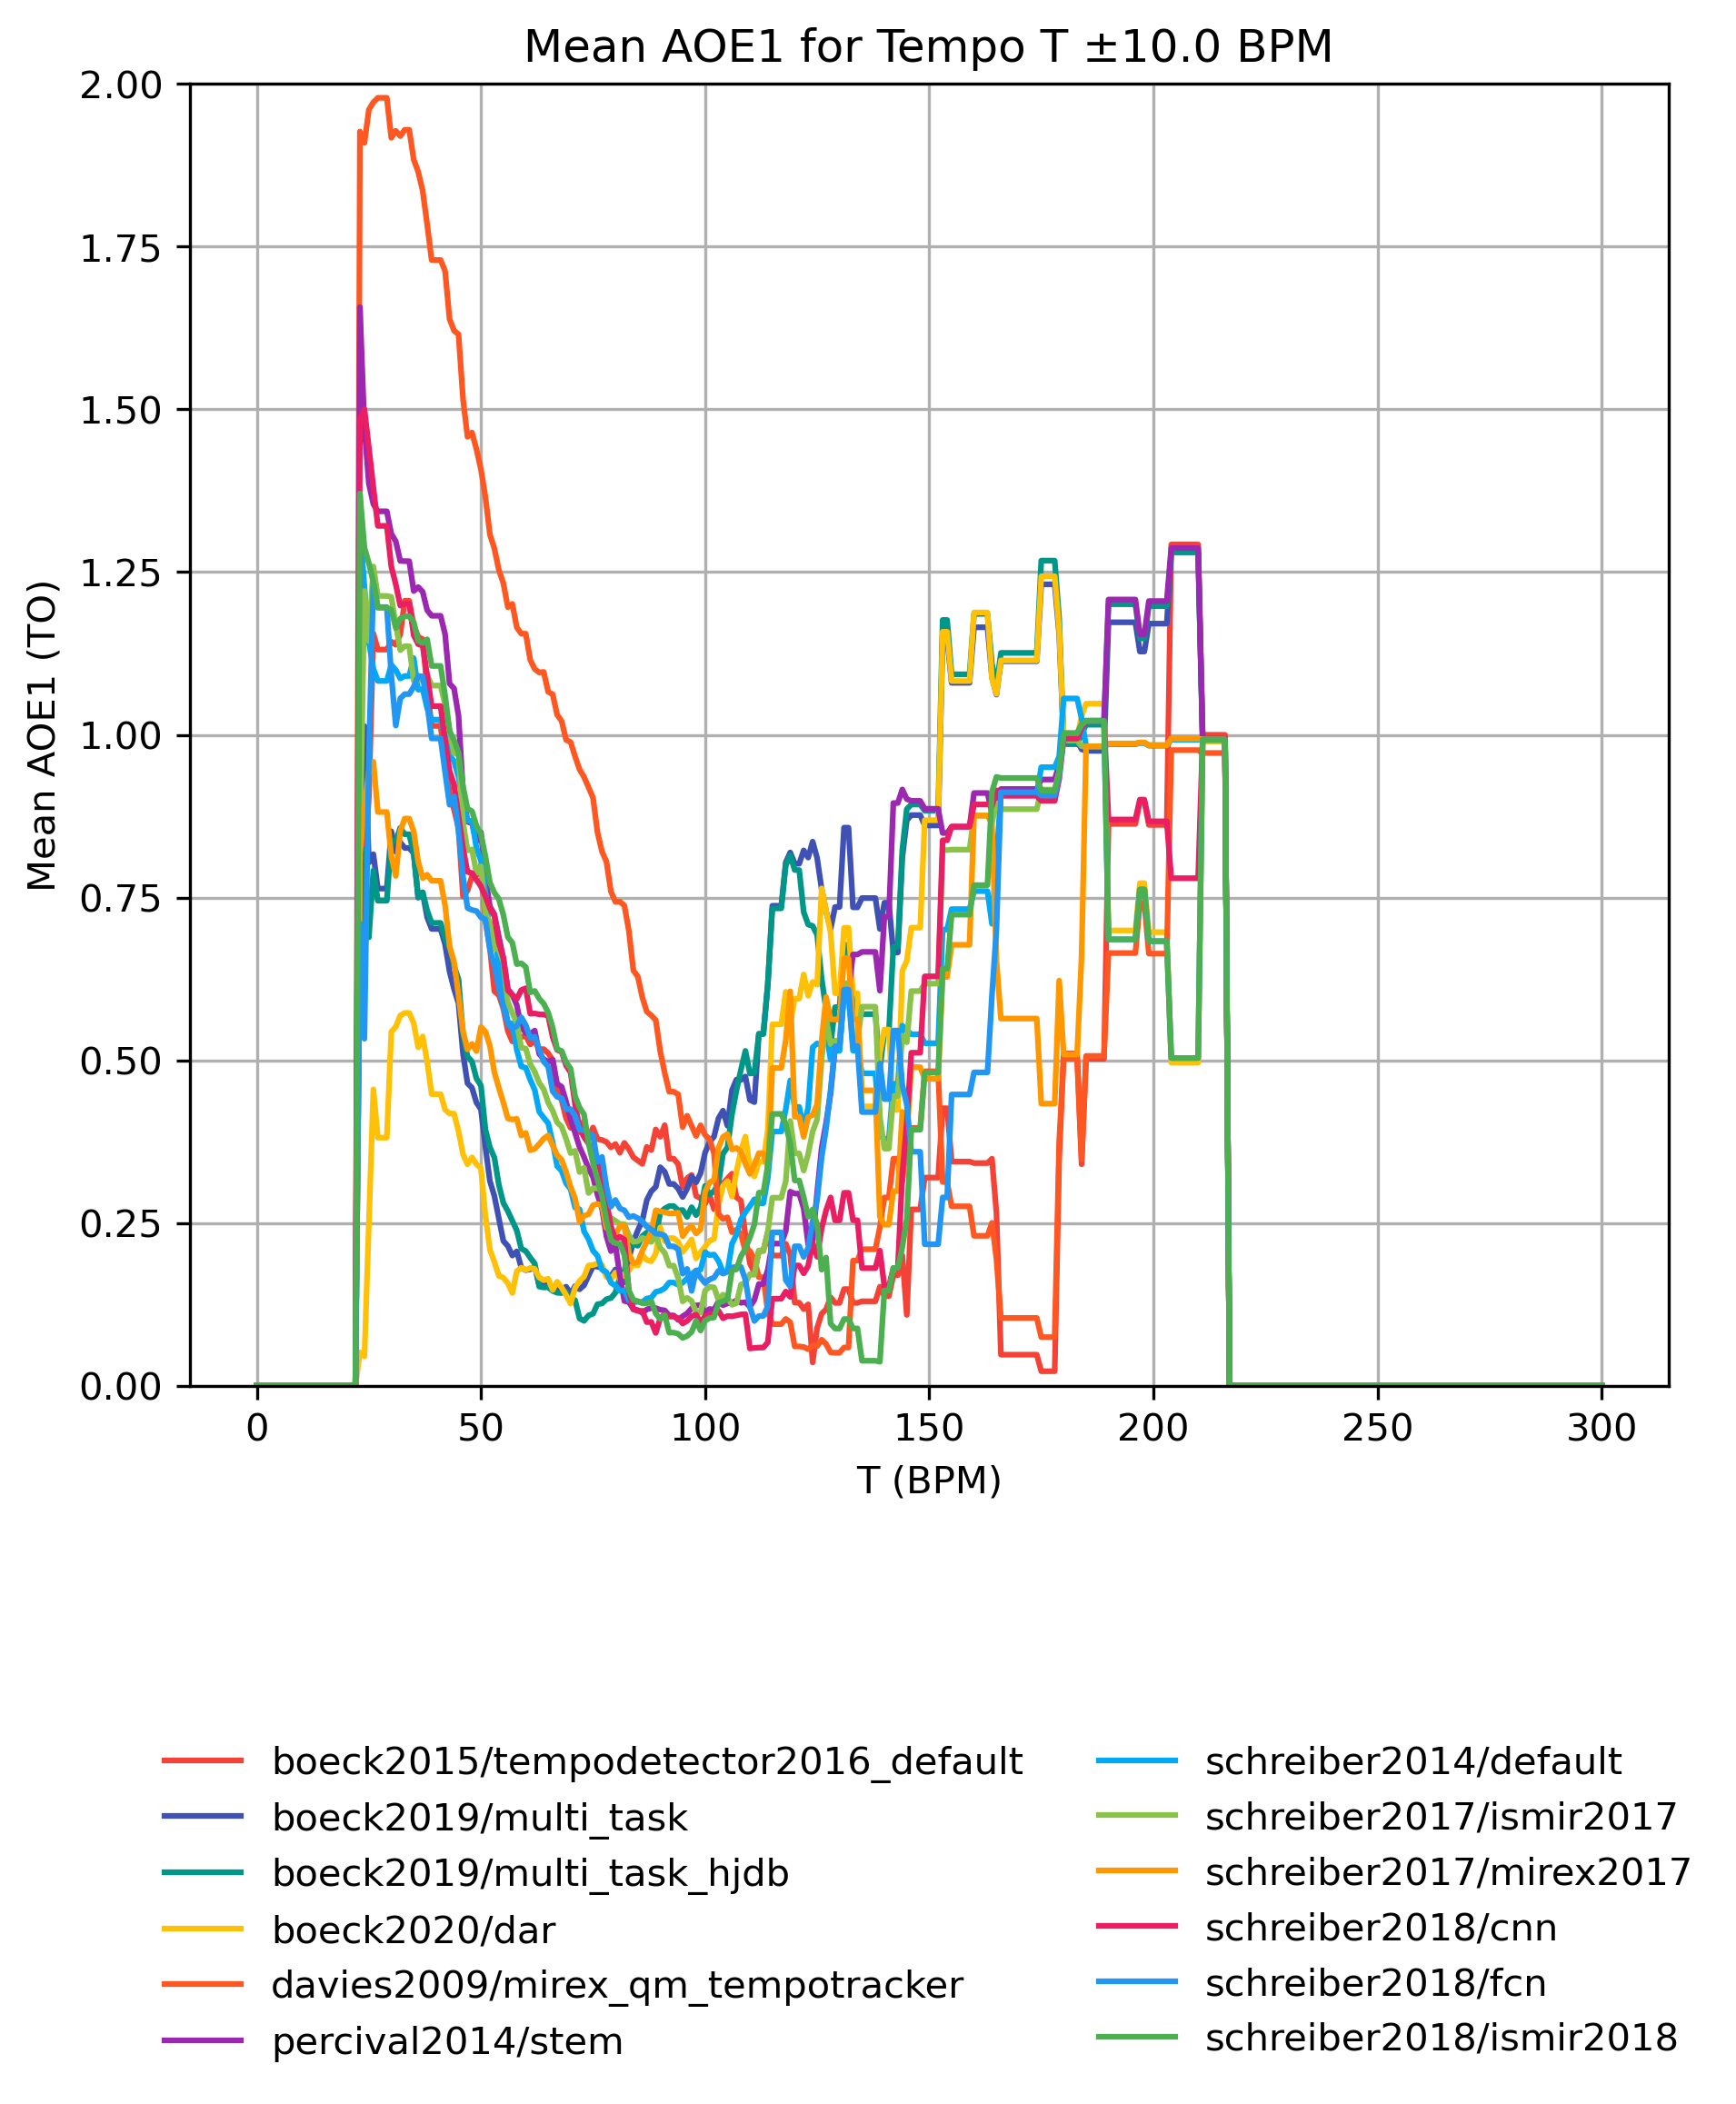 Mean AOE1 for Tempo T ±10.0 BPM
Mean AOE1 (TO)
2.00
1.75
1.50
1.25
1.00
0.75
0.50
0.25
0.00
0 50 100 150 200 250 300
T (BPM)
boeck2015/tempodetector2016_default
boeck2019/multi_task
boeck2019/multi_task_hjdb
boeck2020/dar
davies2009/mirex_qm_tempotracker
percival2014/stem
schreiber2014/default
schreiber2017/ismir2017
schreiber2017/mirex2017
schreiber2018/cnn
schreiber2018/fcn
schreiber2018/ismir2018